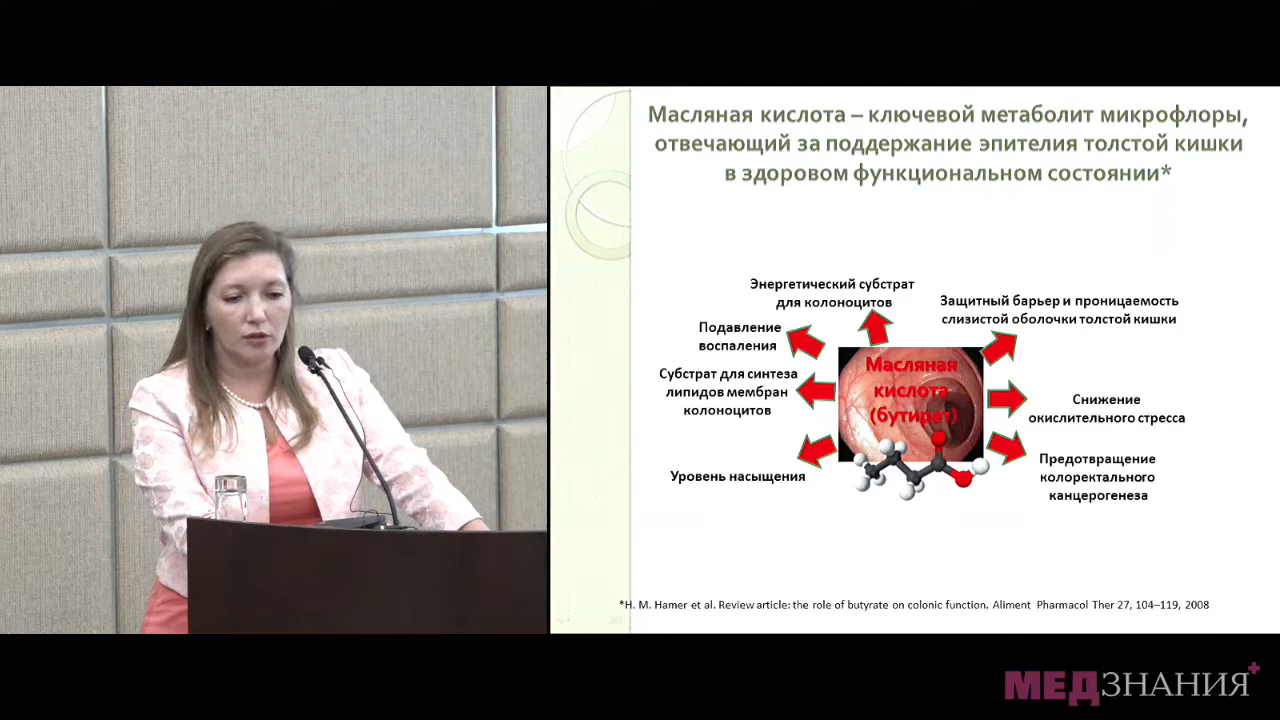 Масляная кислота – ключевой метаболит микрофлоры,
отвечающий за поддержание эпителия толстой кишки
в здоровом функциональном состоянии*
Энергетический субстрат
для колоноцитов
Защитный барьер и проницаемость
слизистой оболочки толстой кишки
Подавление
воспаления
Субстрат для синтеза
липидов мембран
колоноцитов
Масляная
кислота
(бутират)
Снижение
окислительного стресса
Уровень насыщения
Предотвращение
колоректального
канцерогенеза
*H. M. Hamer et al. Review article: the role of butyrate on colonic function. Aliment Pharmacol Ther 27, 104–119, 2008
МЕДЗНАНИЯ+